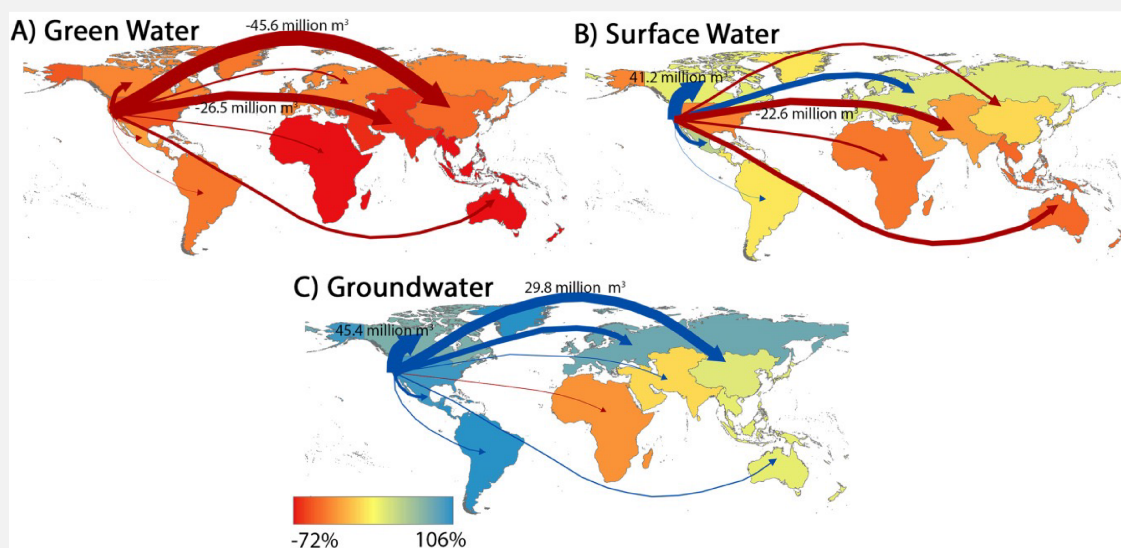 A) Green Water
-45.6 million m³
-26.5 million m³
B) Surface Water
41.2 million m³
-22.6 million m³
C) Groundwater
29.8 million m³
45.4 million m³
-72%
106%